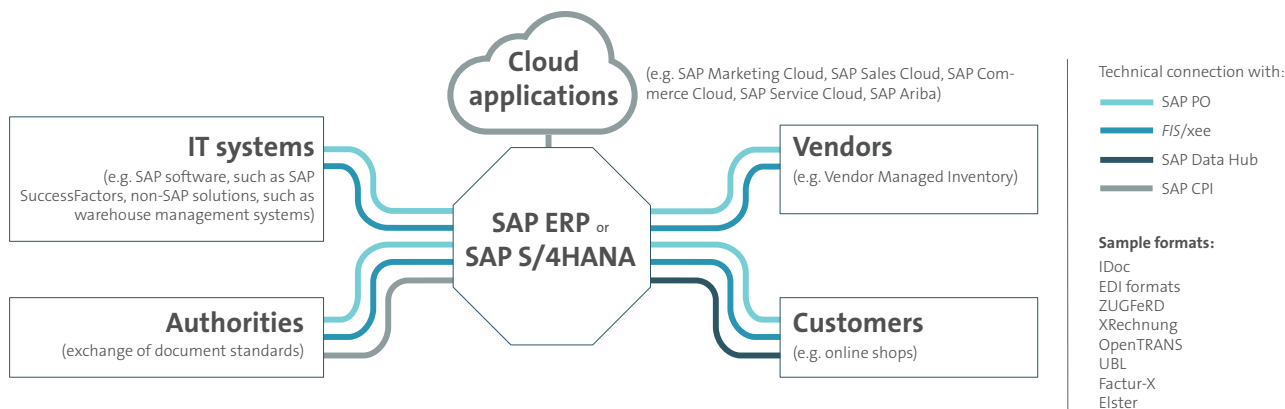 Cloud
applications
(e.g. SAP Marketing Cloud, SAP Sales Cloud, SAP Com-
merce Cloud, SAP Service Cloud, SAP Ariba)
IT systems
(e.g. SAP software, such as SAP
SuccessFactors, non-SAP solutions, such as
warehouse management systems)
Vendors
(e.g. Vendor Managed Inventory)
SAP ERP or
SAP S/4HANA
Authorities
(exchange of document standards)
Customers
(e.g. online shops)
Technical connection with:
SAP PO
FIS/xee
SAP Data Hub
SAP CPI
Sample formats:
IDoc
EDI formats
ZUGFeRD
XRechnung
OpenTRANS
UBL
Factur-X
Elster